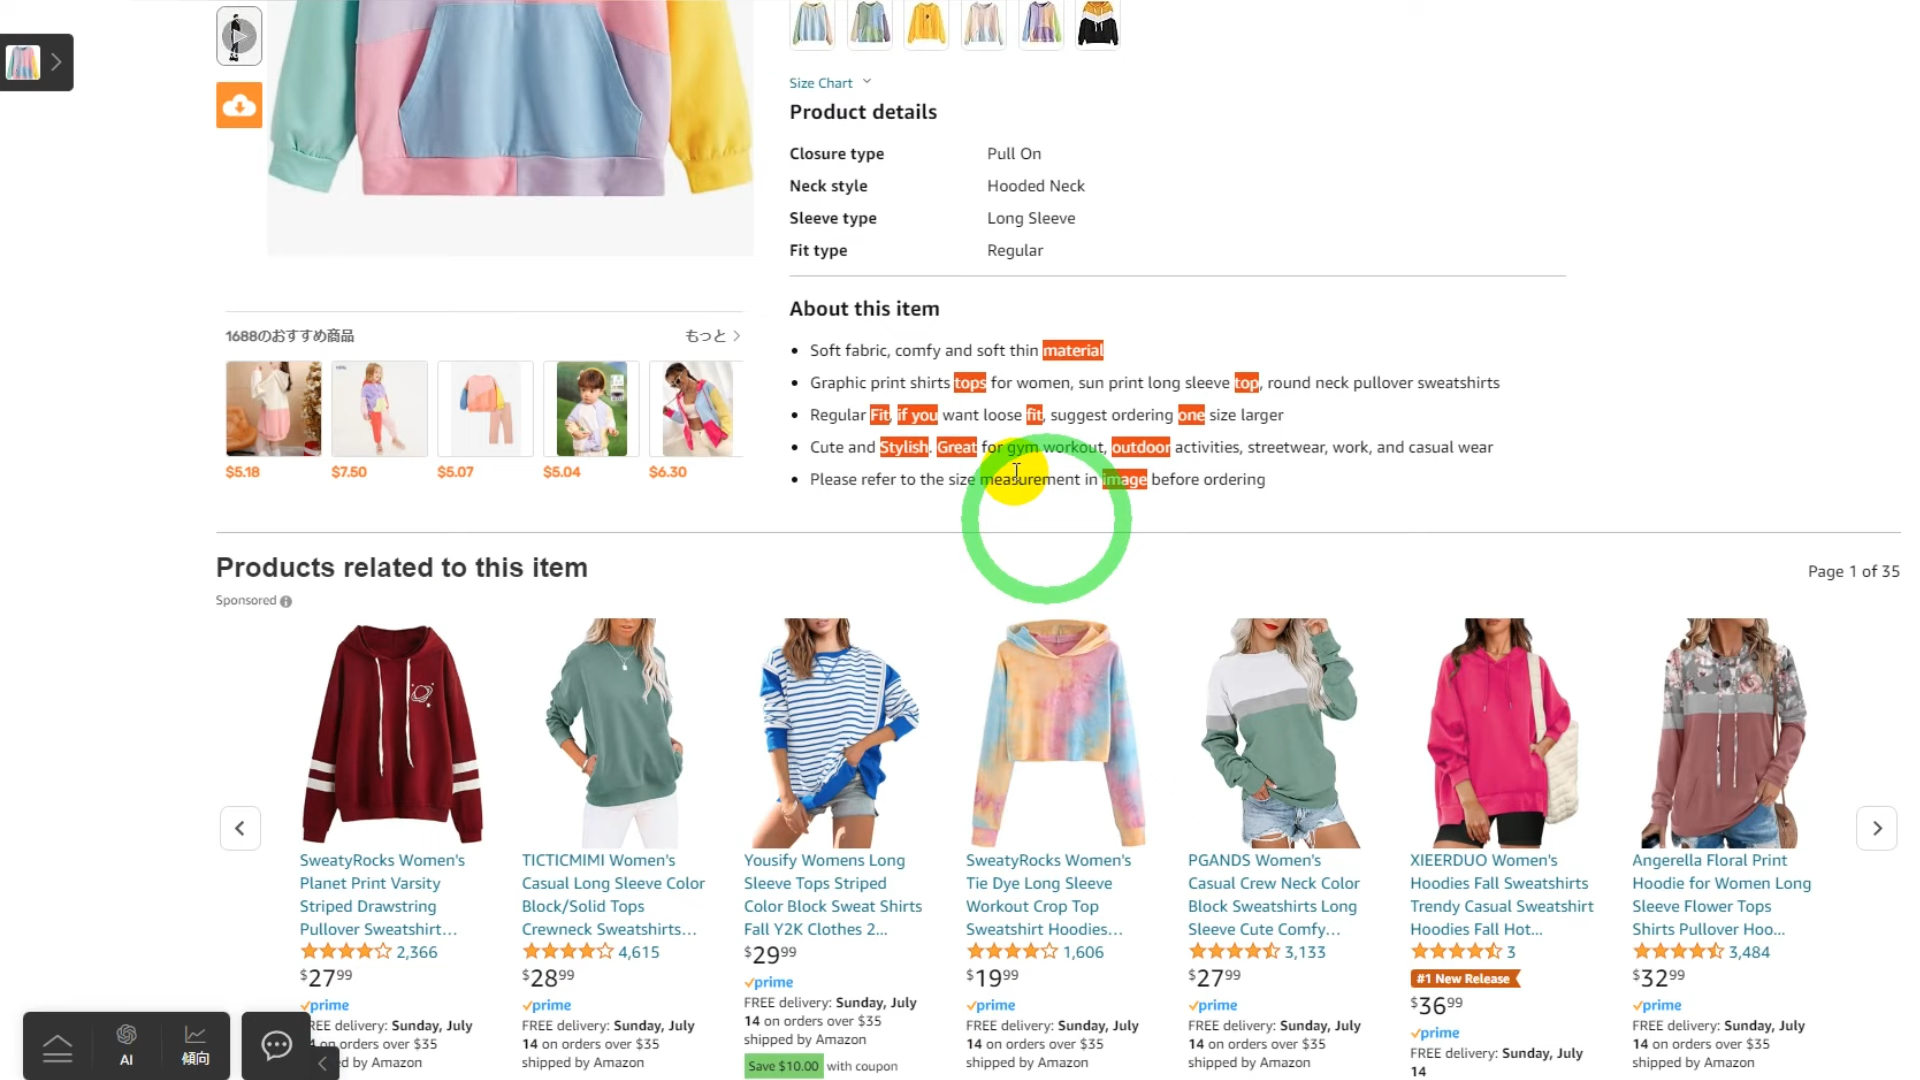 Size Chart
Product details
Closure type Pull On
Neck style Hooded Neck
Sleeve type Long Sleeve
Fit type Regular
About this item
Soft fabric, comfy and soft thin material
Graphic print shirts tops for women, sun print long sleeve top, round neck pullover sweatshirts
Regular Fit, if you want loose fit, suggest ordering one size larger
Cute and Stylish. Great for gym workout, outdoor activities, streetwear, work, and casual wear
Please refer to the size measurement in image before ordering
1688のおすすめ商品 もっと
$5.18 $7.50 $5.07 $5.04 $6.30
Products related to this item
Page 1 of 35
Sponsored
SweatyRocks Women's
Planet Print Varsity
Striped Drawstring
Pullover Sweatshirt...
2,366
$27.99
prime
FREE delivery: Sunday, July
14 on orders over $35
shipped by Amazon
TICTICMIMI Women's
Casual Long Sleeve Color
Block/Solid Tops
Crewneck Sweatshirts...
4,615
$28.99
prime
FREE delivery: Sunday, July
14 on orders over $35
shipped by Amazon
Yousify Womens Long
Sleeve Tops Striped
Color Block Sweat Shirts
Fall Y2K Clothes 2...
$29.99
prime
FREE delivery: Sunday, July
14 on orders over $35
shipped by Amazon
Save $10.00 with coupon
SweatyRocks Women's
Tie Dye Long Sleeve
Workout Crop Top
Sweatshirt Hoodies...
1,606
$19.99
prime
FREE delivery: Sunday, July
14 on orders over $35
shipped by Amazon
PGANDS Women's
Casual Crew Neck Color
Block Sweatshirts Long
Sleeve Cute Comfy...
3,133
$27.99
prime
FREE delivery: Sunday, July
14 on orders over $35
shipped by Amazon
XIEERDUO Women's
Hoodies Fall Sweatshirts
Trendy Casual Sweatshirt
Hoodies Fall Hot...
3
#1 New Release
$36.99
prime
FREE delivery: Sunday, July
14
Angerella Floral Print
Hoodie for Women Long
Sleeve Flower Tops
Shirts Pullover Hoo...
3,484
$32.99
prime
FREE delivery: Sunday, July
14 on orders over $35
shipped by Amazon
AI
傾向